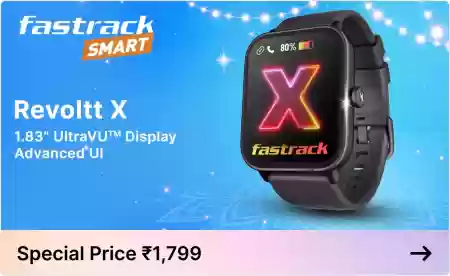 fastrack
SMART
80%
X
fastrack
Revoltt X
1.83" UltraVU™ Display
Advanced UI
Special Price ₹1,799